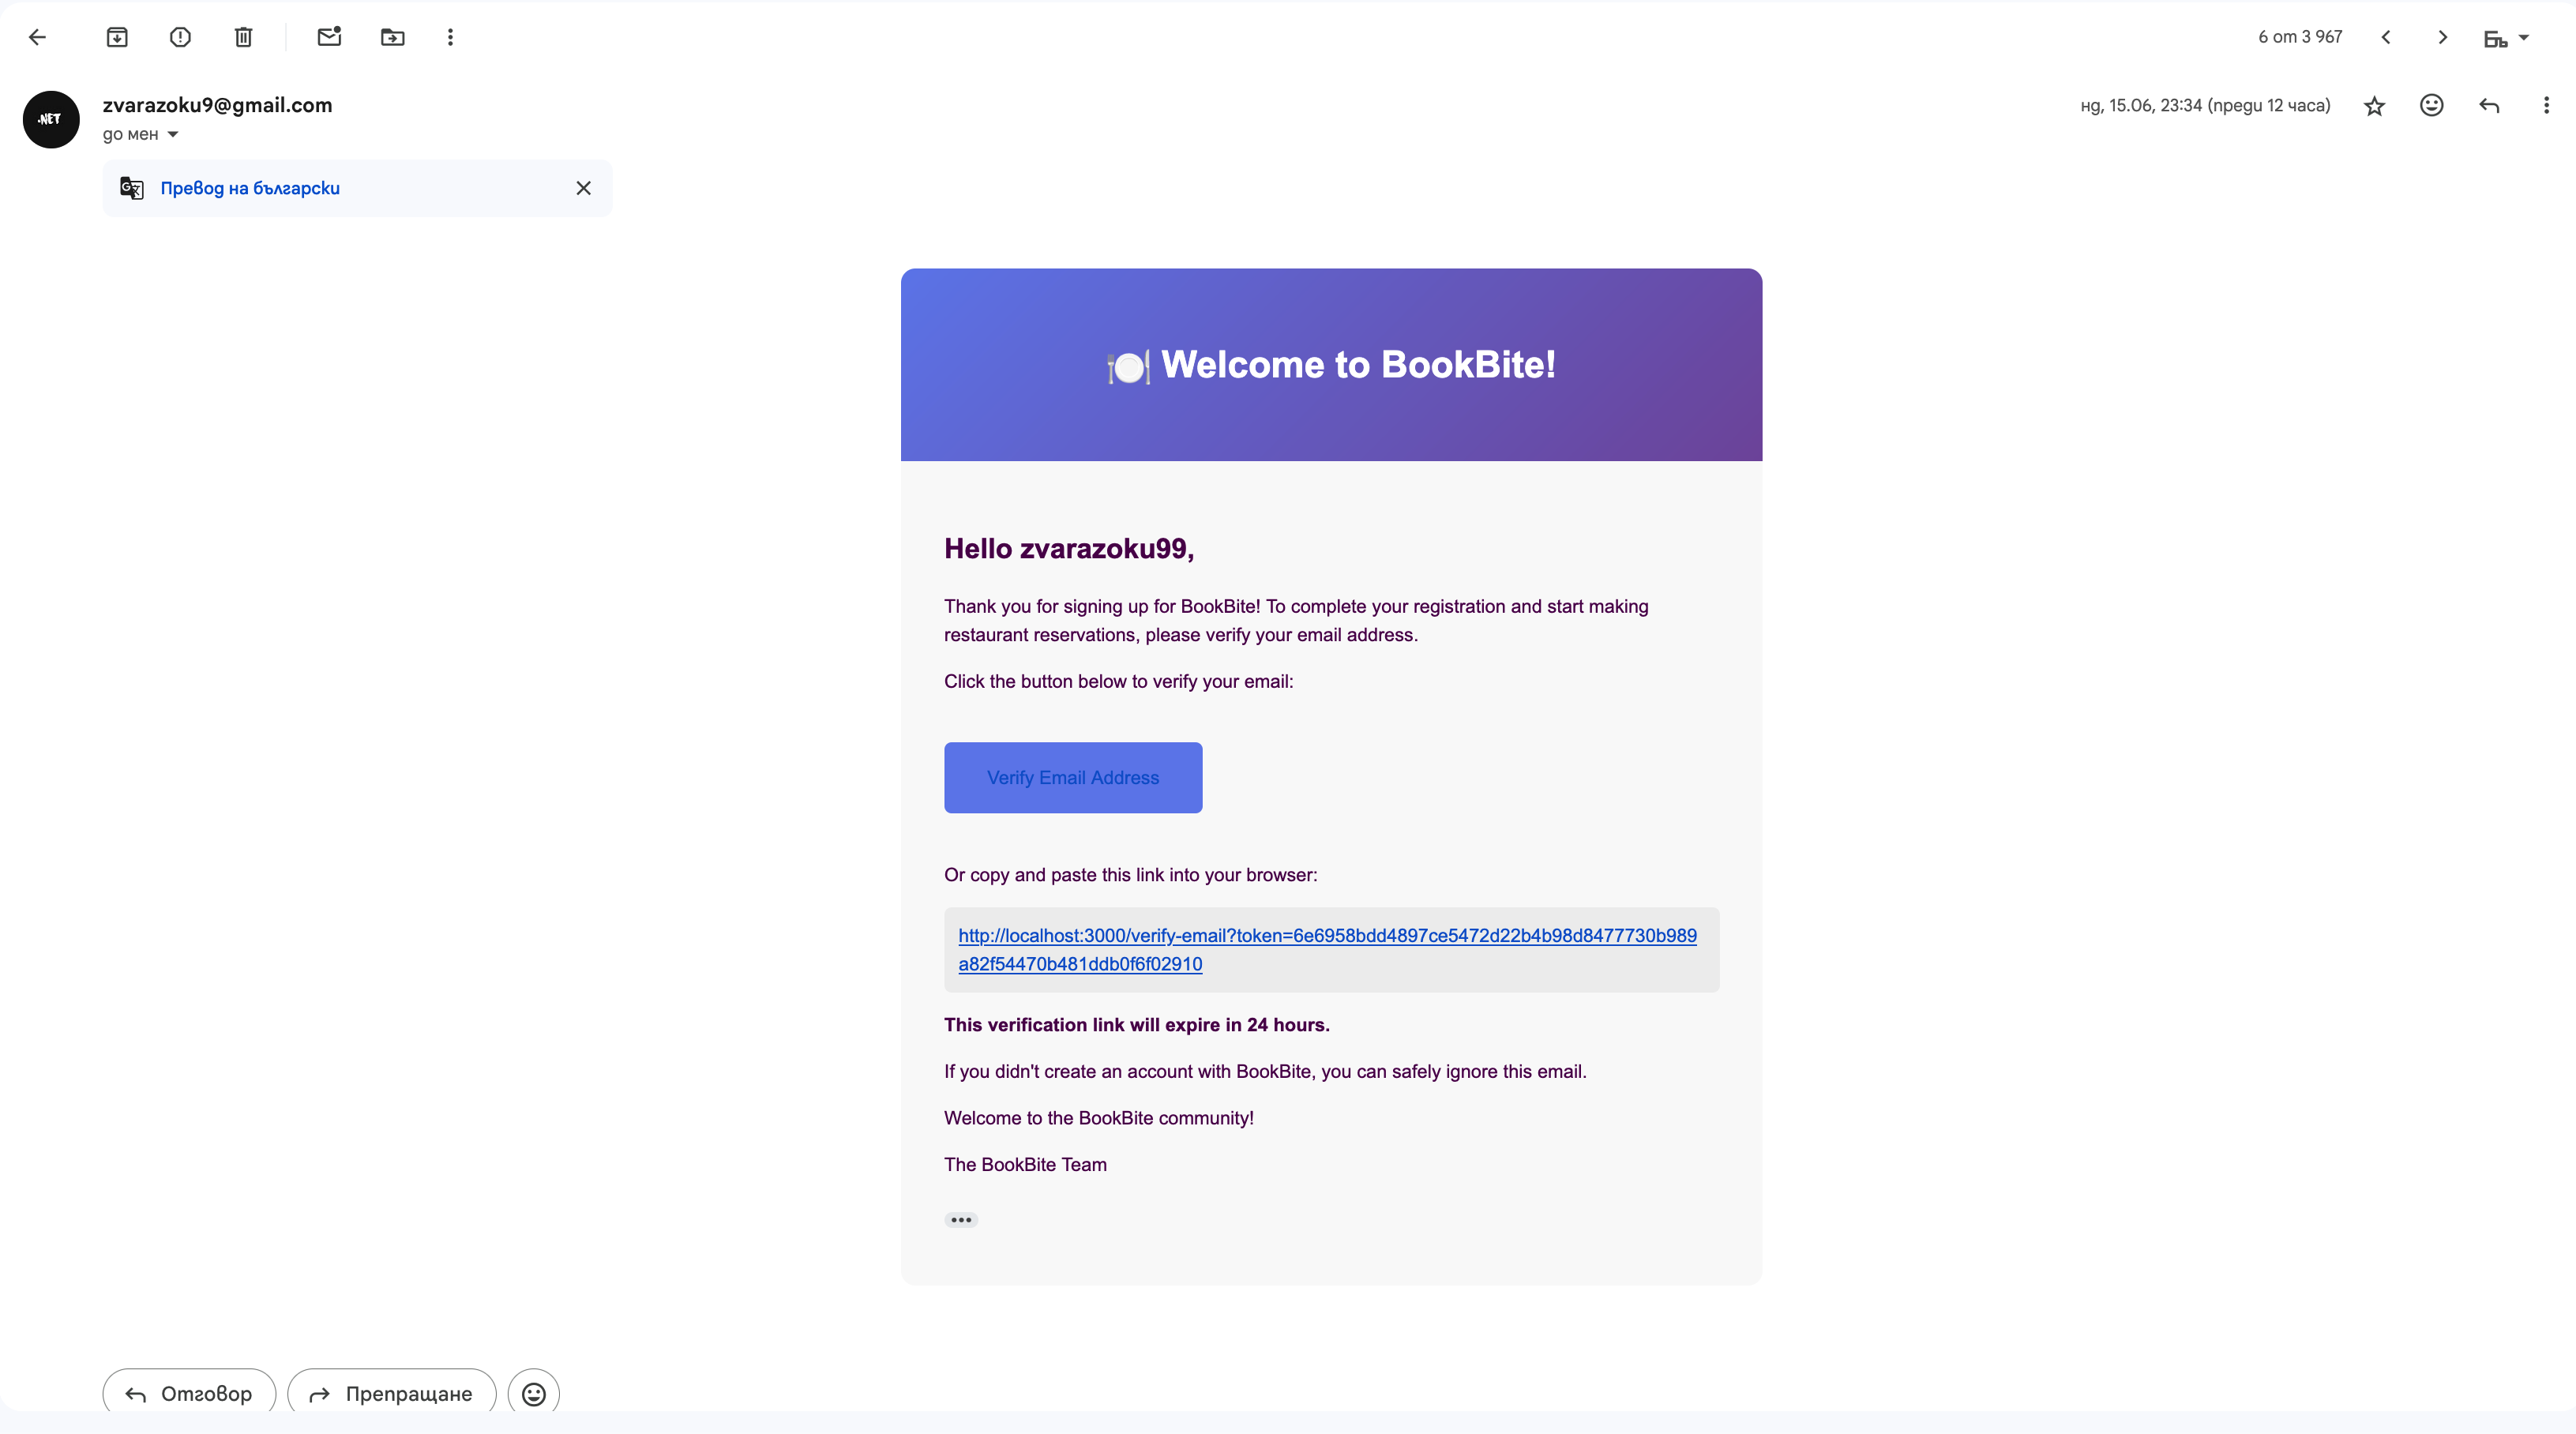 6 от 3 967
.NET
zvarazoku9@gmail.com
нд, 15.06, 23:34 (преди 12 часа)
до мен
Превод на български
🍽️ Welcome to BookBite!
Hello zvarazoku99,
Thank you for signing up for BookBite! To complete your registration and start making
restaurant reservations, please verify your email address.
Click the button below to verify your email:
Verify Email Address
Or copy and paste this link into your browser:
http://localhost:3000/verify-email?token=6e6958bdd4897ce5472d22b4b98d8477730b989
a82f54470b481ddb0f6f02910
This verification link will expire in 24 hours.
If you didn't create an account with BookBite, you can safely ignore this email.
Welcome to the BookBite community!
The BookBite Team
Отговор
Препращане